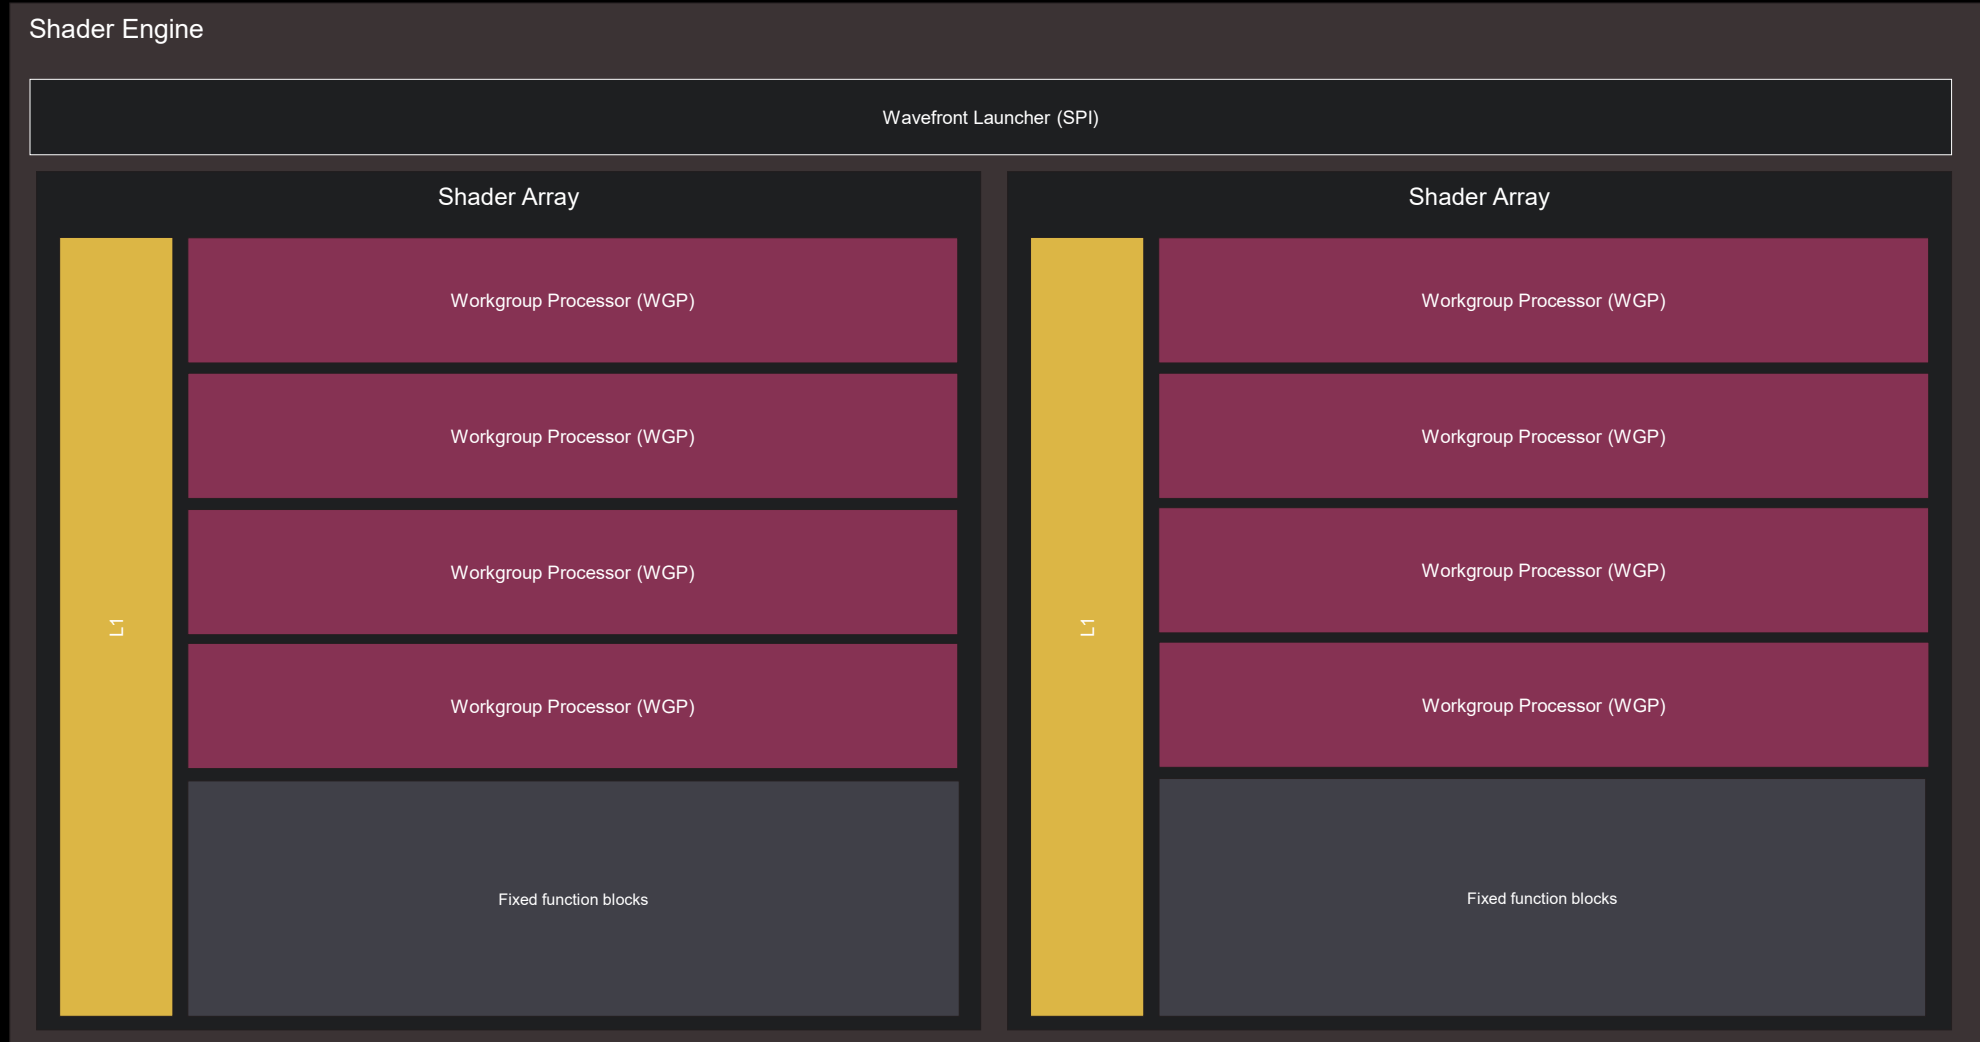 Shader Engine
Wavefront Launcher (SPI)
Shader Array
L1
Workgroup Processor (WGP)
Workgroup Processor (WGP)
Workgroup Processor (WGP)
Workgroup Processor (WGP)
Fixed function blocks
Shader Array
L1
Workgroup Processor (WGP)
Workgroup Processor (WGP)
Workgroup Processor (WGP)
Workgroup Processor (WGP)
Fixed function blocks